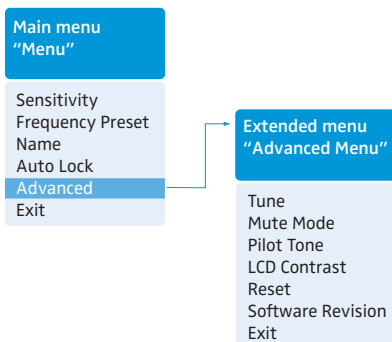 Main menu
“Menu”
Sensitivity
Frequency Preset
Name
Auto Lock
Advanced
Exit
Extended menu
“Advanced Menu”
Tune
Mute Mode
Pilot Tone
LCD Contrast
Reset
Software Revision
Exit